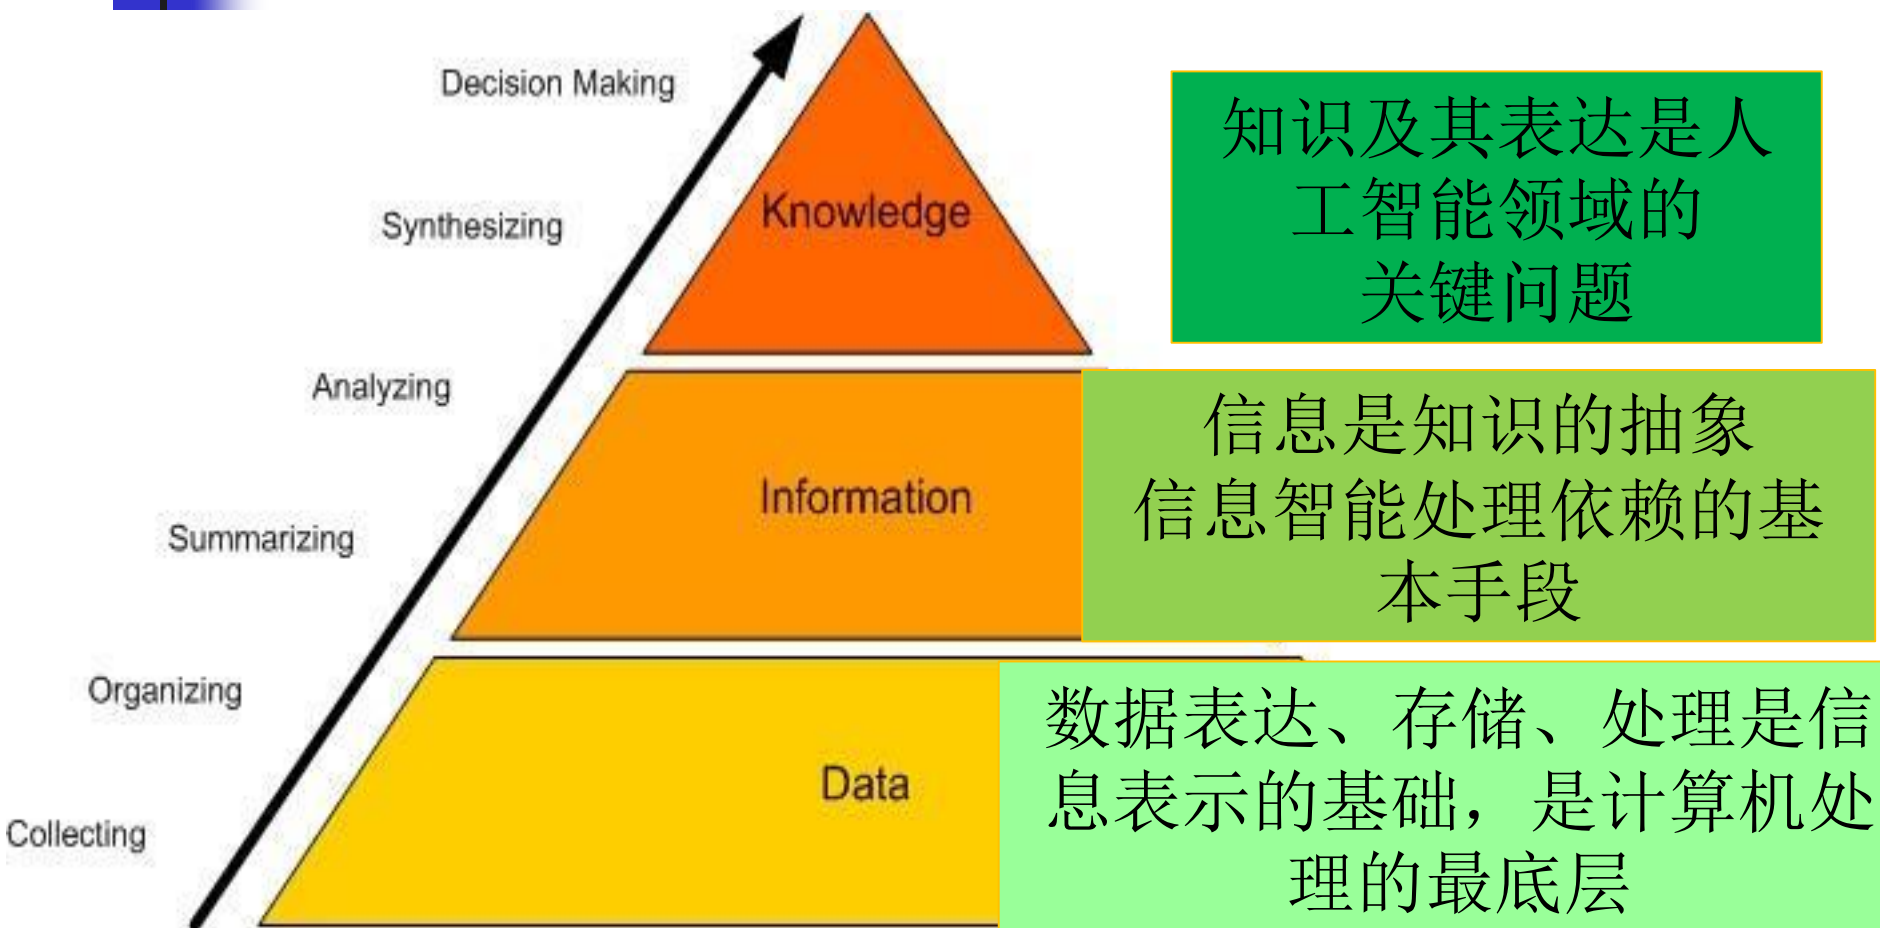 Decision Making
Synthesizing
Analyzing
Summarizing
Organizing
Collecting
Knowledge
Information
Data
知识及其表达是人
工智能领域的
关键问题
信息是知识的抽象
信息智能处理依赖的基
本手段
数据表达、存储、处理是信
息表示的基础，是计算机处
理的最底层